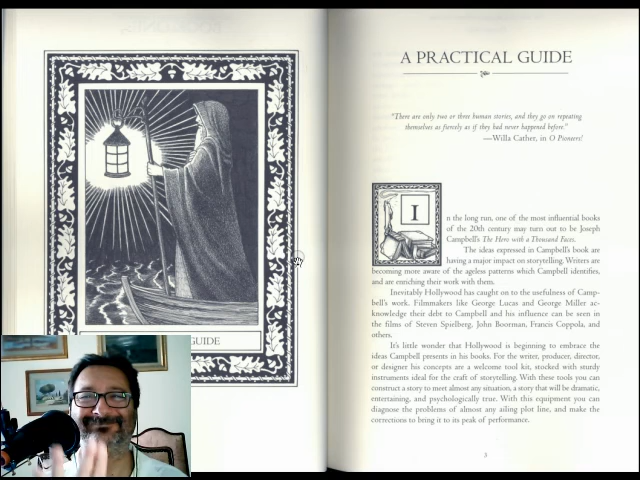 GUIDE
A PRACTICAL GUIDE
"There are only two or three human stories, and they go on repeating
themselves as fiercely as if they had never happened before."
—Willa Cather, in O Pioneers!
In the long run, one of the most influential books
of the 20th century may turn out to be Joseph
Campbell's The Hero with a Thousand Faces.
The ideas expressed in Campbell's book are
having a major impact on storytelling. Writers are
becoming more aware of the ageless patterns which Campbell identifies,
and are enriching their work with them.
Inevitably Hollywood has caught on to the usefulness of Camp-
bell's work. Filmmakers like George Lucas and George Miller ac-
knowledge their debt to Campbell and his influence can be seen in
the films of Steven Spielberg, John Boorman, Francis Coppola, and
others.
It's little wonder that Hollywood is beginning to embrace the
ideas Campbell presents in his books. For the writer, producer, director,
or designer his concepts are a welcome tool kit, stocked with sturdy
instruments ideal for the craft of storytelling. With these tools you can
construct a story to meet almost any situation, a story that will be dramatic,
entertaining, and psychologically true. With this equipment you can
diagnose the problems of almost any ailing plot line, and make the
corrections to bring it to its peak of performance.
3